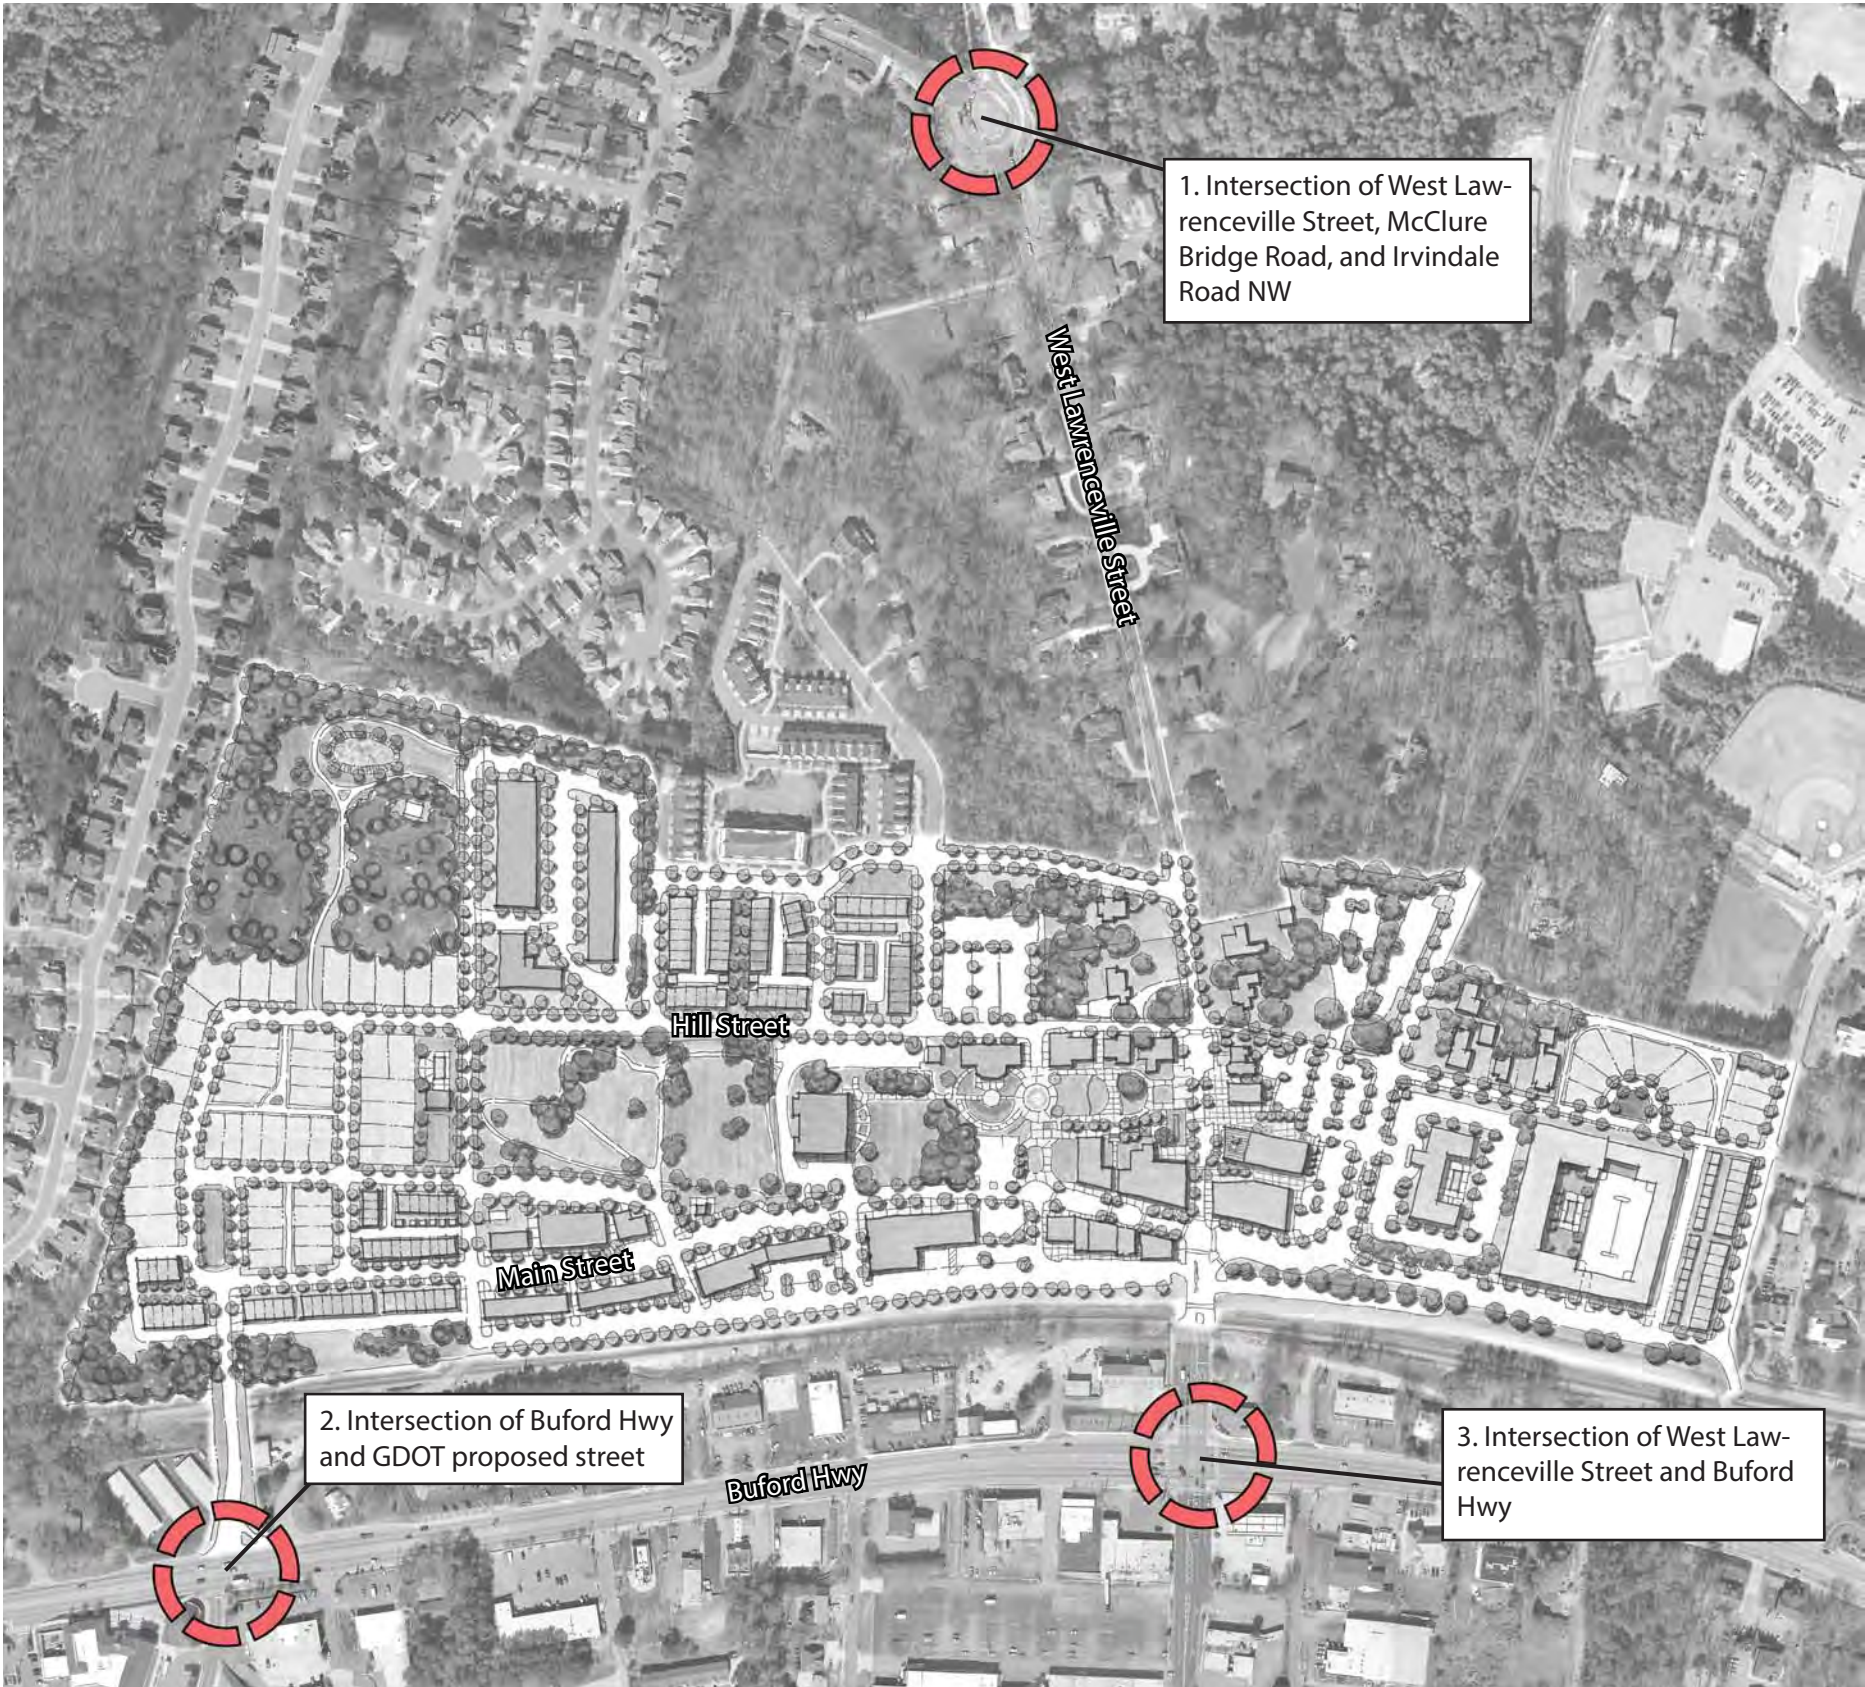 1. Intersection of West Law-
renceville Street, McClure
Bridge Road, and Irvindale
Road NW
West Lawrenceville Street
Hill Street
Main Street
2. Intersection of Buford Hwy
and GDOT proposed street
Buford Hwy
3. Intersection of West Law-
renceville Street and Buford
Hwy